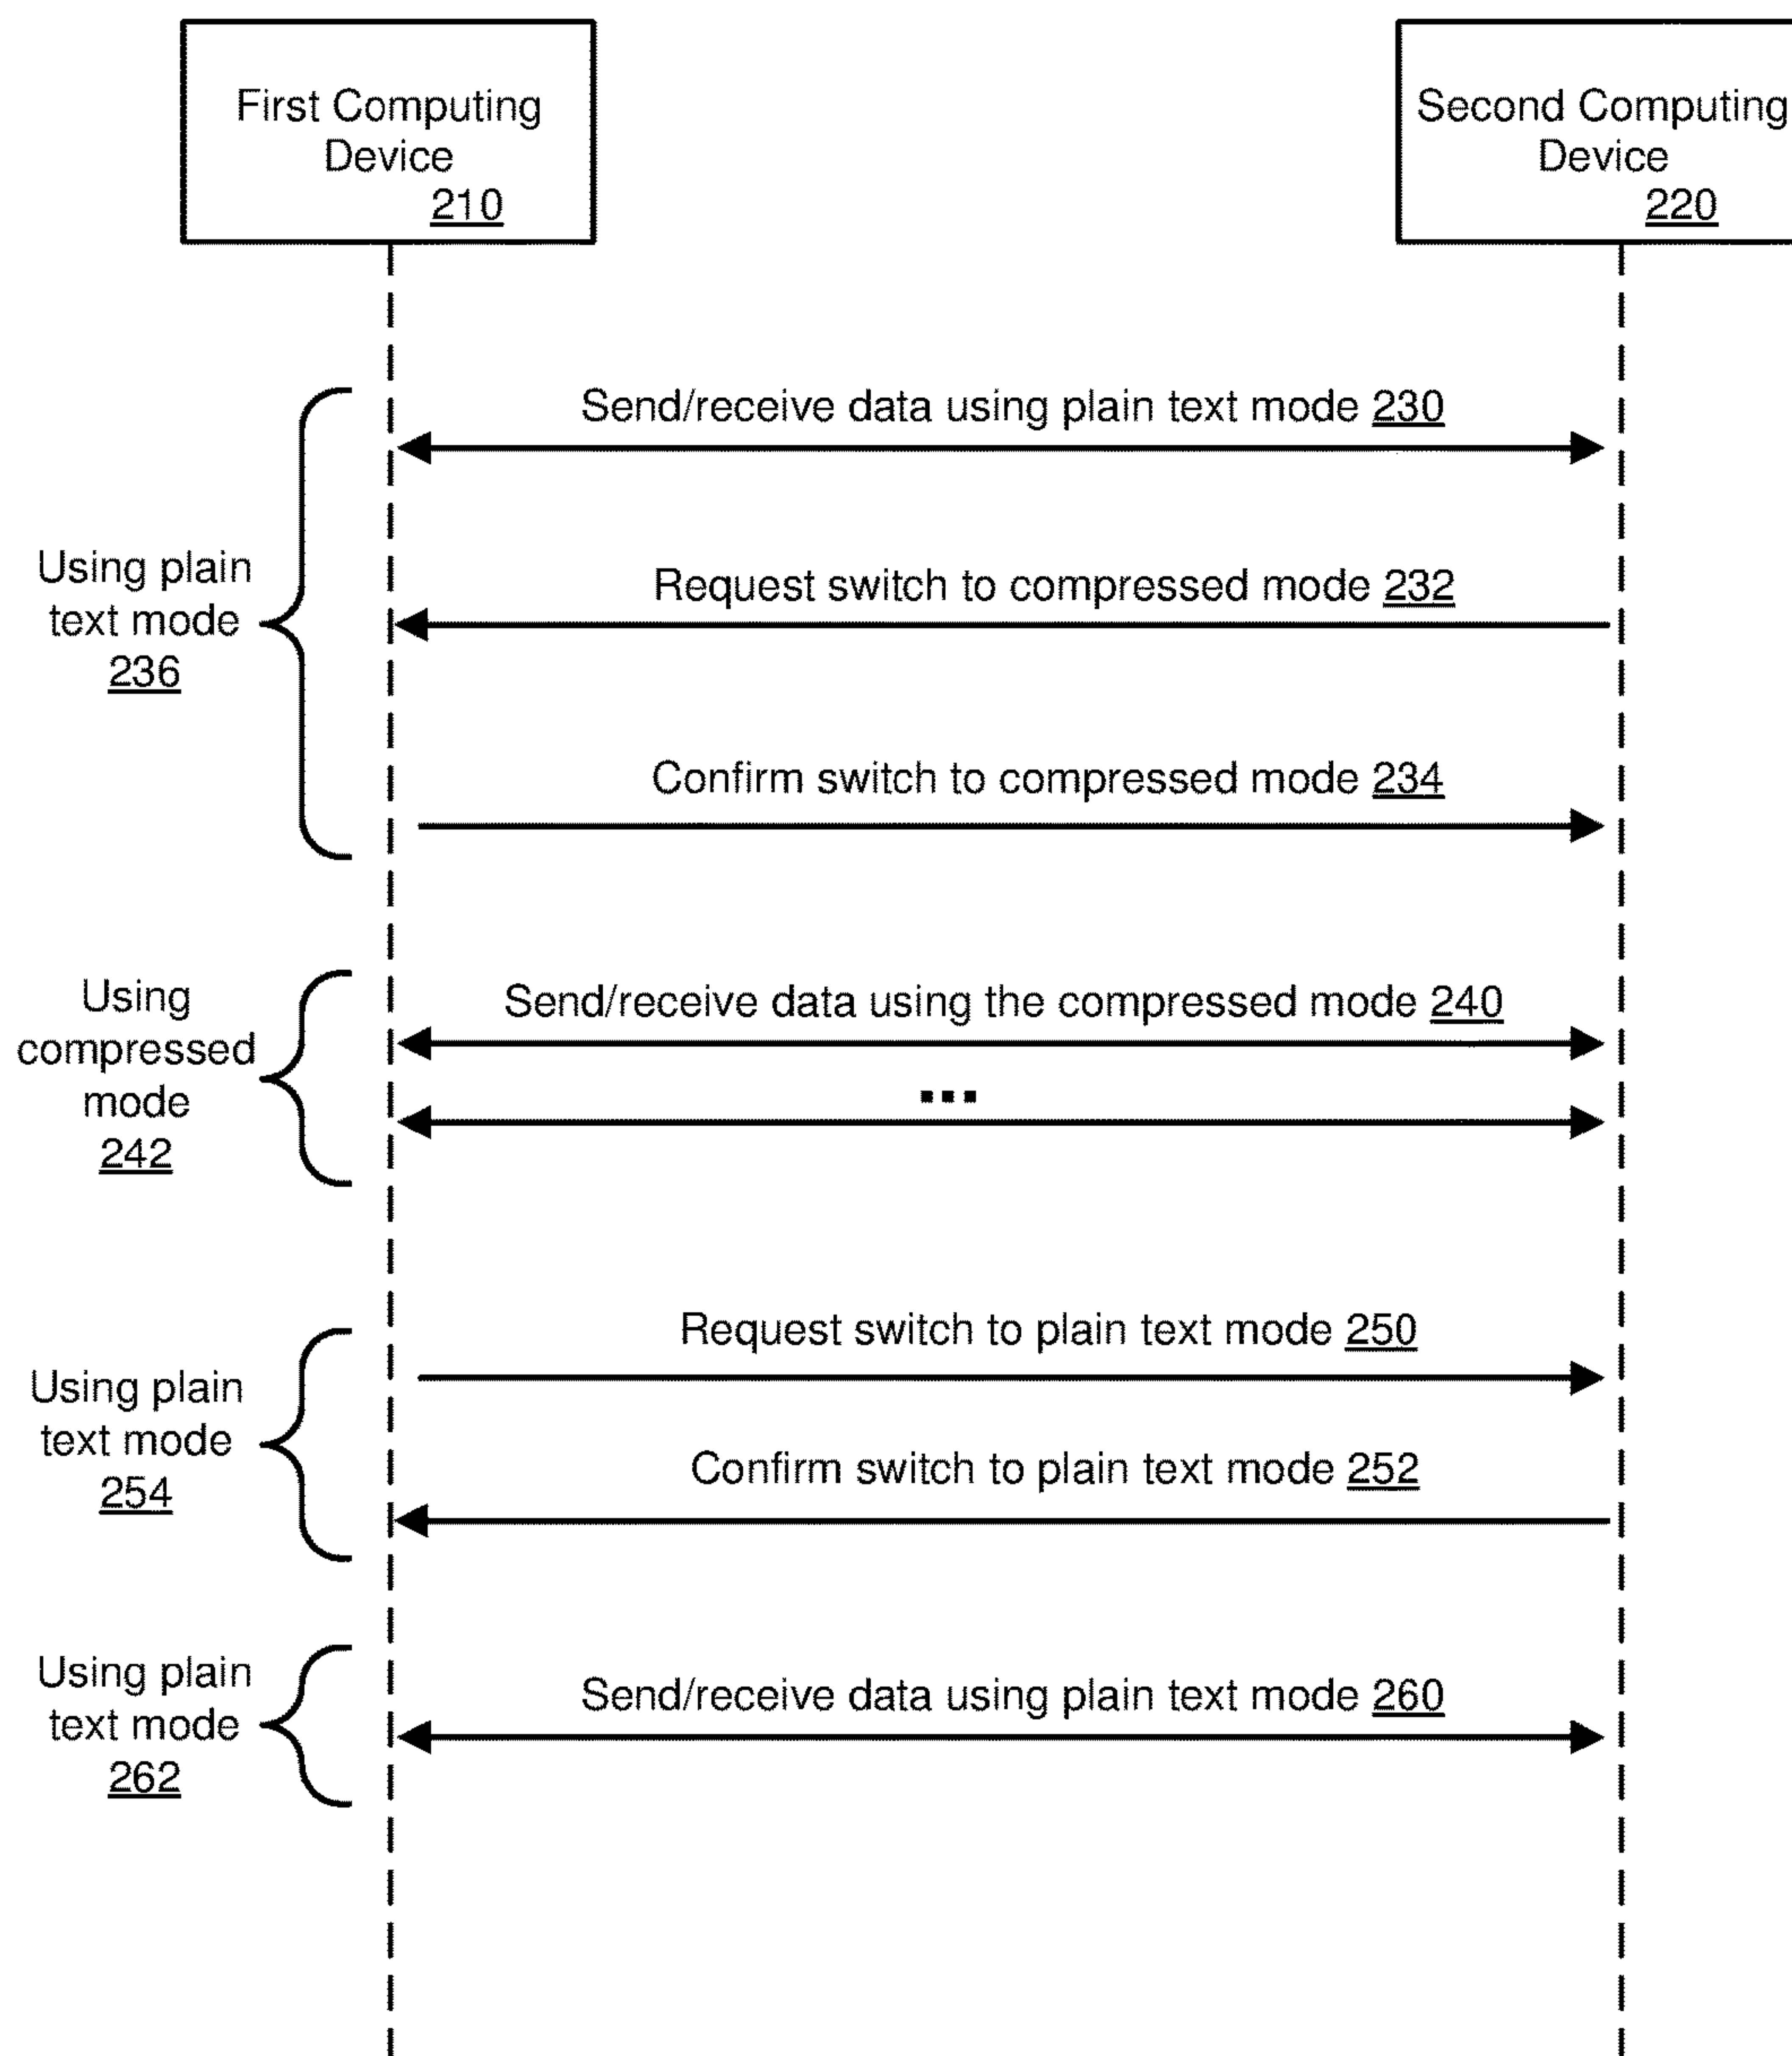 First Computing
Device
210
Second Computing
Device
220
Send/receive data using plain text mode 230
Request switch to compressed mode 232
Using plain
text mode
236
Confirm switch to compressed mode 234
Using
compressed
mode
242
Send/receive data using the compressed mode 240
...
Request switch to plain text mode 250
Using plain
text mode
254
Confirm switch to plain text mode 252
Using plain
text mode
262
Send/receive data using plain text mode 260